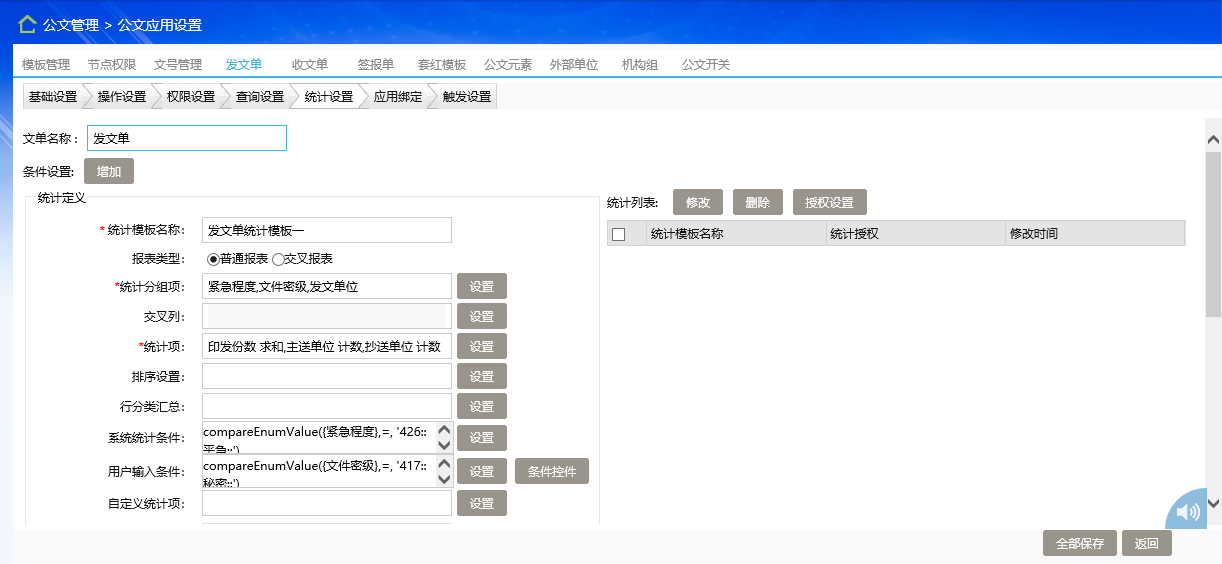 公文管理 > 公文应用设置
模板管理 节点权限 文号管理 发文单 收文单 签报单 套红模板 公文元素 外部单位 机构组 公文开关
基础设置 操作设置 权限设置 查询设置 统计设置 应用绑定 触发设置
文单名称： 发文单
条件设置: 增加
统计定义
*统计模板名称: 发文单统计模板一
报表类型: 普通报表 交叉报表
*统计分组项: 紧急程度,文件密级,发文单位 设置
交叉列: 设置
*统计项: 印发份数 求和,主送单位 计数,抄送单位 计数 设置
排序设置: 设置
行分类汇总: 设置
系统统计条件: compareEnumValue({紧急程度},=, '426::
平急::') 设置
用户输入条件: compareEnumValue({文件密级},=, '417::
秘密::') 设置 条件控件
自定义统计项: 设置
统计列表: 修改 删除 授权设置
统计模板名称 统计授权 修改时间
全部保存 返回